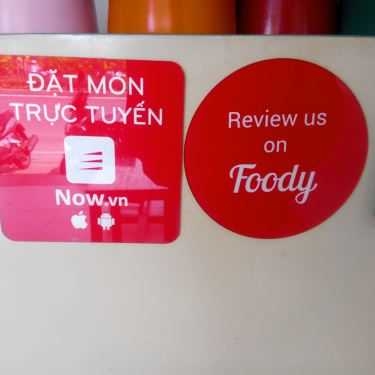 ĐẶT MÓN
TRỰC TUYẾN
Now.vn
Review us
on
Foody